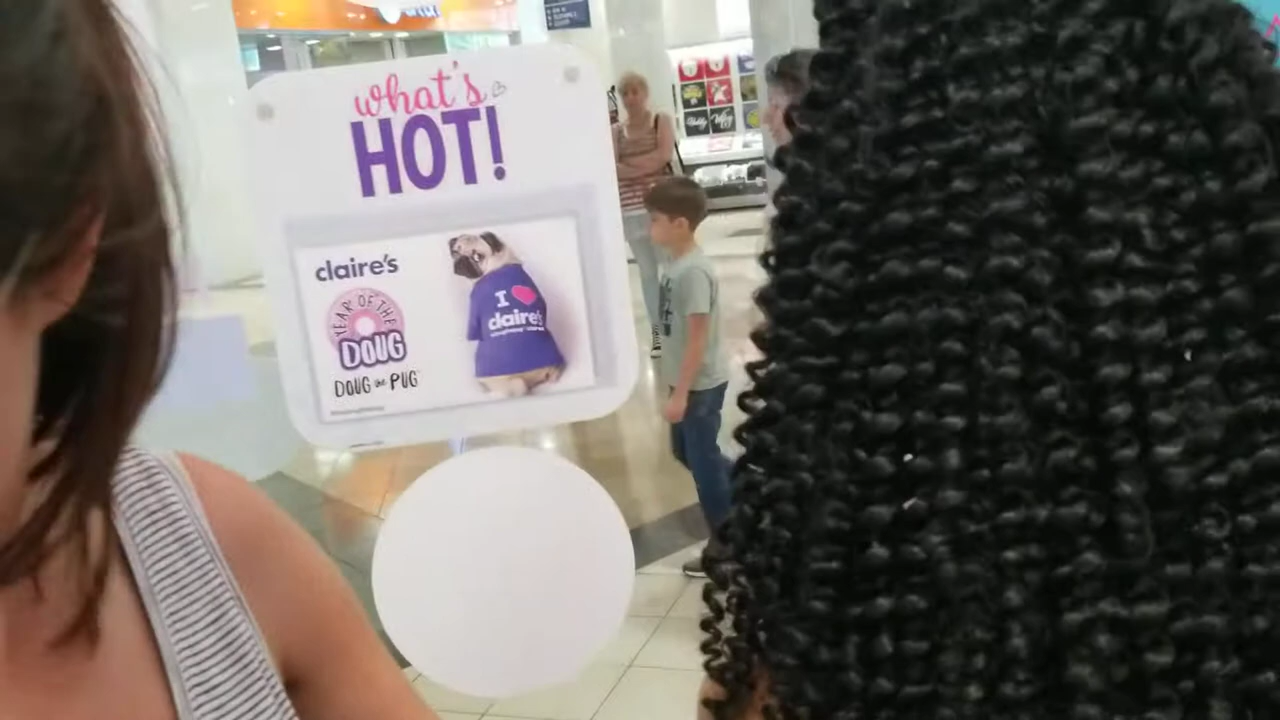 what's
HOT!
claire's
YEAR OF THE
DOUG
DOUG the PUG
I
claire's